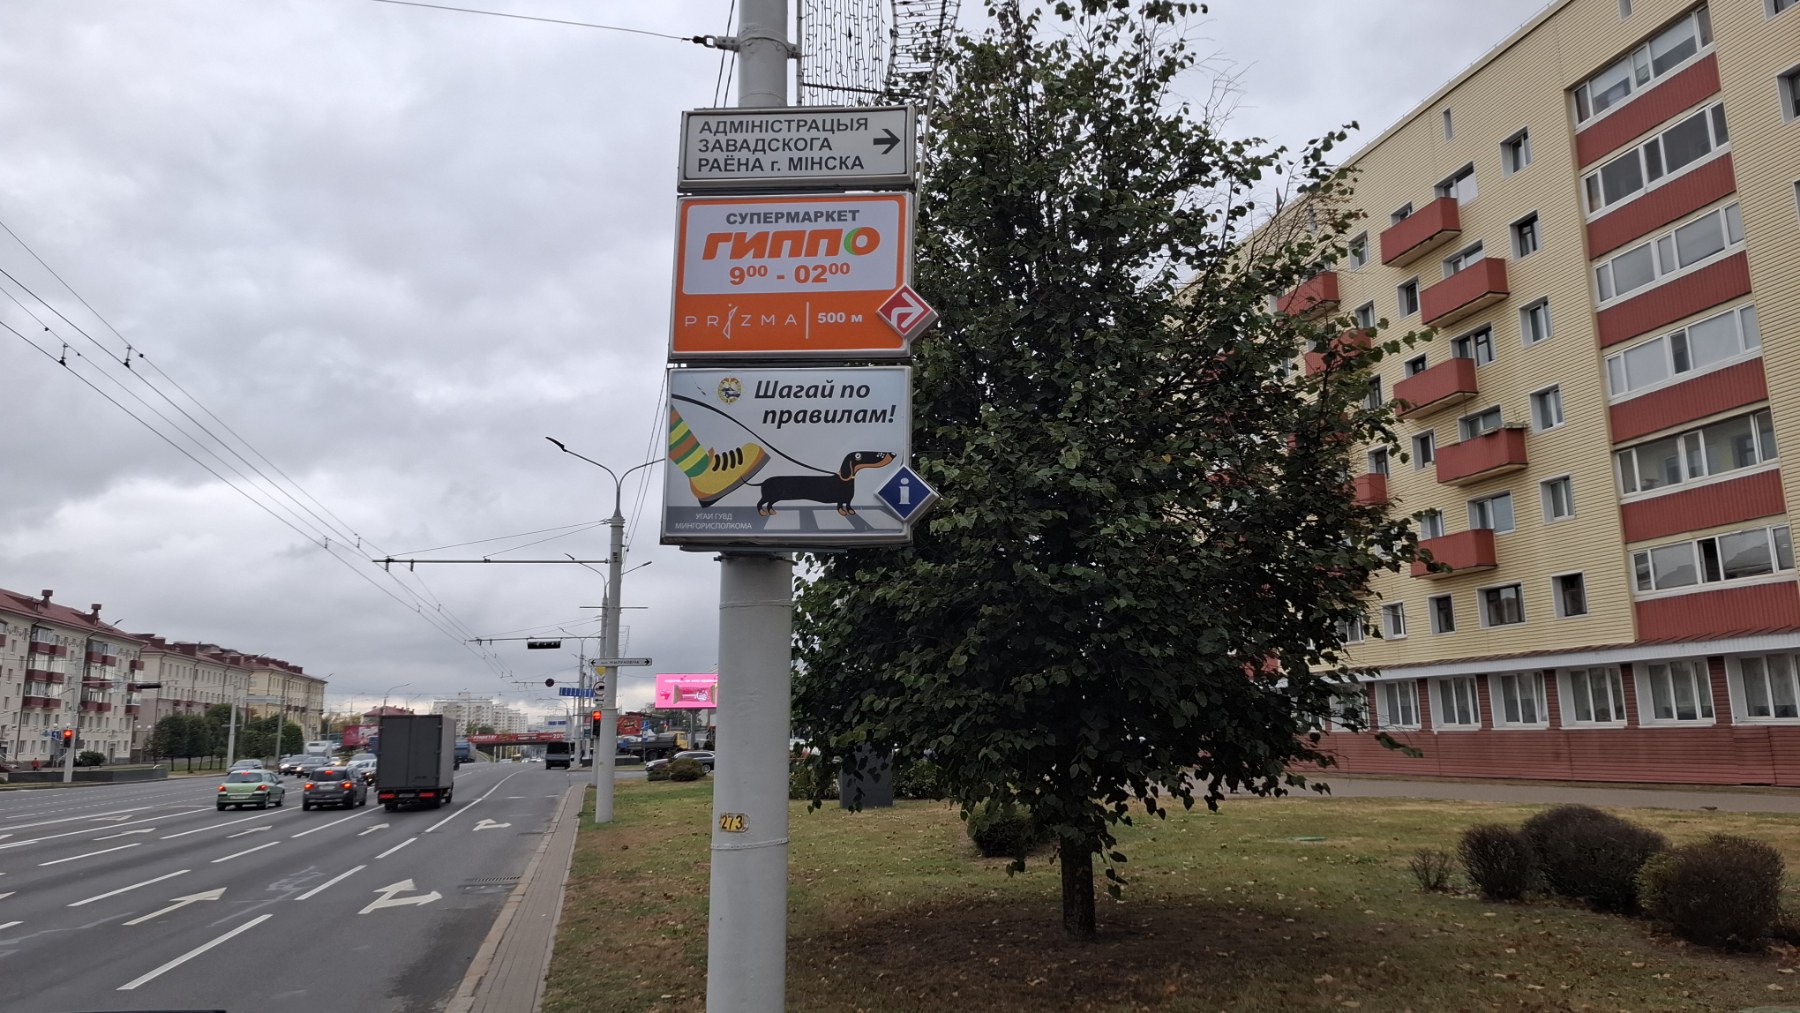 АДМІНІСТРАЦЫЯ
ЗАВАДСКОГА
РАЁНА г. МІНСКА
СУПЕРМАРКЕТ
ГИППО
9⁰⁰ - 02⁰⁰
PRIZMA 500 м
Шагай по
правилам!
i
УГАИ ГУВД
МИНГОРИСПОЛКОМА
273